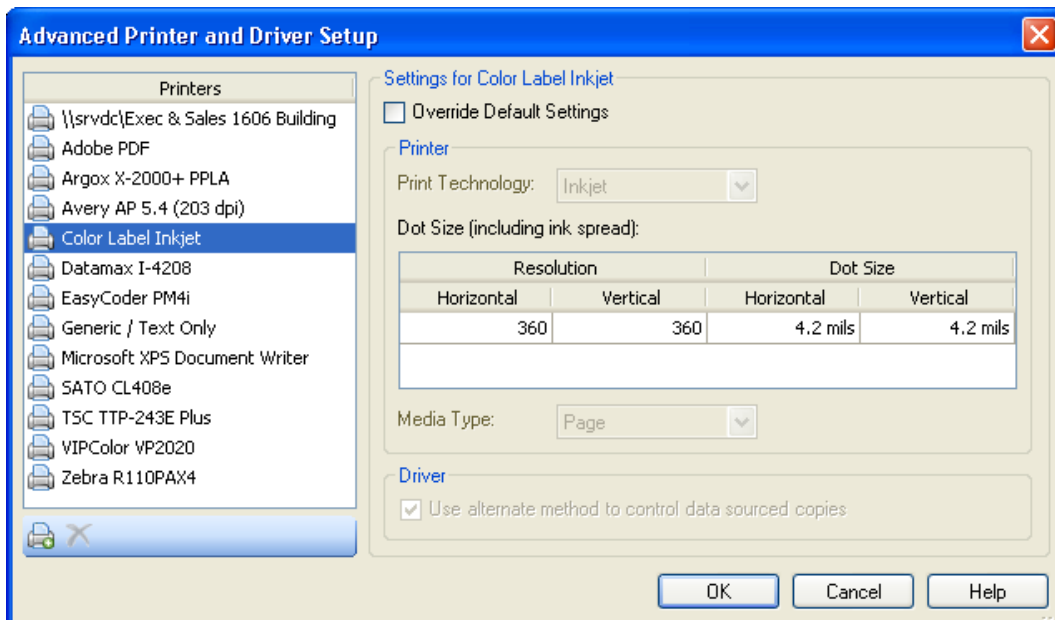 Advanced Printer and Driver Setup
Printers
\\srvdc\Exec & Sales 1606 Building
Adobe PDF
Argox X-2000+ PPLA
Avery AP 5.4 (203 dpi)
Color Label Inkjet
Datamax I-4208
EasyCoder PM4i
Generic / Text Only
Microsoft XPS Document Writer
SATO CL408e
TSC TTP-243E Plus
VIPColor VP2020
Zebra R110PAX4
Settings for Color Label Inkjet
Override Default Settings
Printer
Print Technology: Inkjet
Dot Size (including ink spread):
Resolution Dot Size
Horizontal Vertical Horizontal Vertical
360 360 4.2 mils 4.2 mils
Media Type: Page
Driver
Use alternate method to control data sourced copies
OK Cancel Help